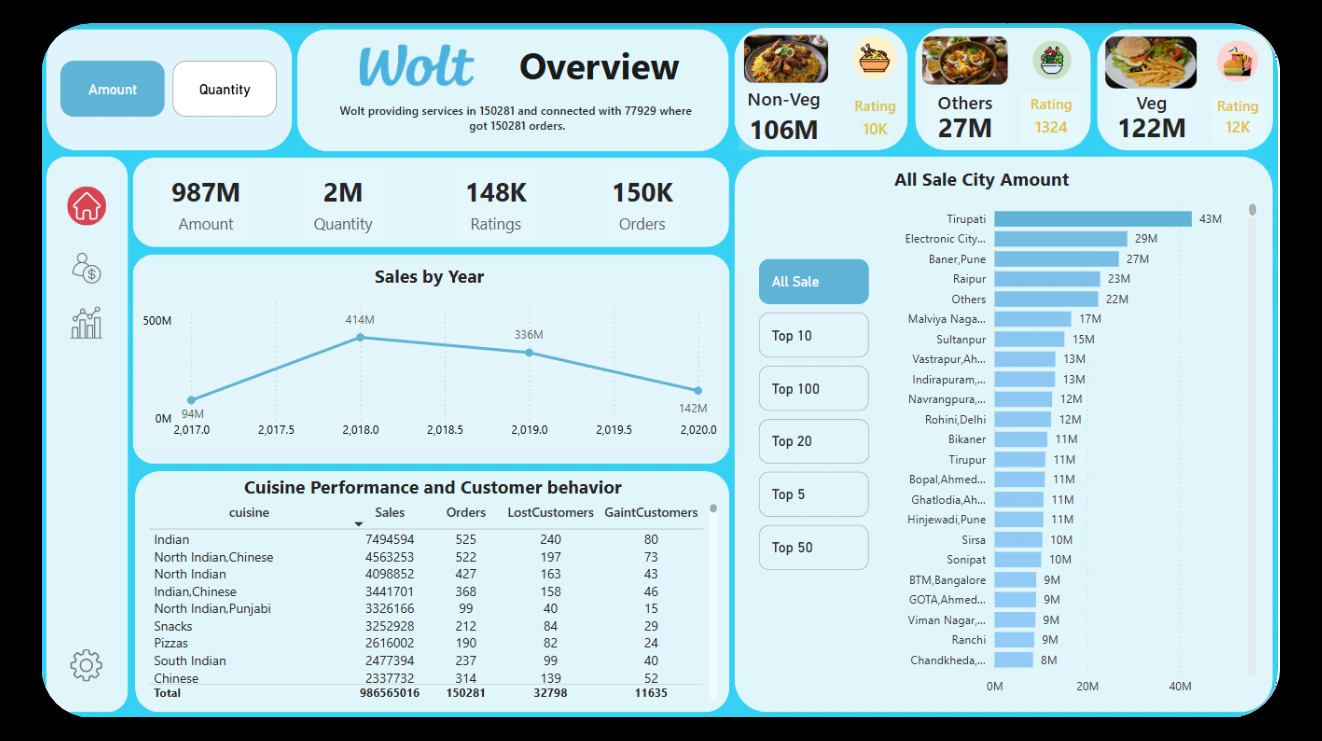 Amount
Quantity
Wolt
Overview
Wolt providing services in 150281 and connected with 77929 where
got 150281 orders.
Non-Veg
106M
Rating
10K
Others
27M
Rating
1324
Veg
122M
Rating
12K
987M
Amount
2M
Quantity
148K
Ratings
150K
Orders
Sales by Year
500M
0M
94M
414M
336M
142M
2,017.0 2,017.5 2,018.0 2,018.5 2,019.0 2,019.5 2,020.0
Cuisine Performance and Customer behavior
cuisine Sales Orders LostCustomers GaintCustomers
Indian 7494594 525 240 80
North Indian,Chinese 4563253 522 197 73
North Indian 4098852 427 163 43
Indian,Chinese 3441701 368 158 46
North Indian,Punjabi 3326166 99 40 15
Snacks 3252928 212 84 29
Pizzas 2616002 190 82 24
South Indian 2477394 237 99 40
Chinese 2337732 314 139 52
Total 986565016 150281 32798 11635
All Sale City Amount
All Sale
Top 10
Top 100
Top 20
Top 5
Top 50
Tirupati 43M
Electronic City... 29M
Baner,Pune 27M
Raipur 23M
Others 22M
Malviya Naga... 17M
Sultanpur 15M
Vastrapur,Ah... 13M
Indirapuram,... 13M
Navrangpura,... 12M
Rohini,Delhi 12M
Bikaner 11M
Tirupur 11M
Bopal,Ahmed... 11M
Ghatlodia,Ah... 11M
Hinjewadi,Pune 11M
Sirsa 10M
Sonipat 10M
BTM,Bangalore 9M
GOTA,Ahmed... 9M
Viman Nagar,... 9M
Ranchi 9M
Chandkheda,... 8M
0M 20M 40M